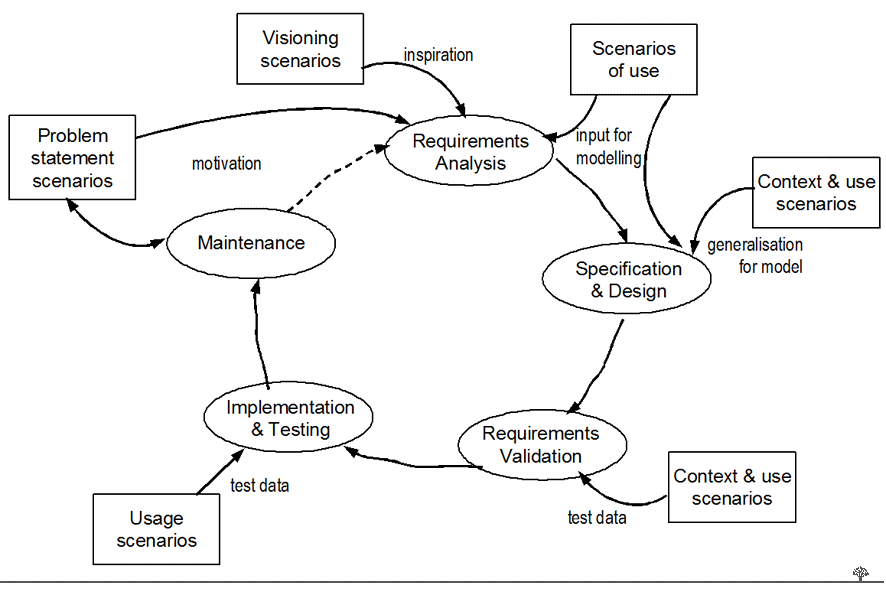 Visioning
scenarios
inspiration
Scenarios
of use
Problem
statement
scenarios
motivation
Requirements
Analysis
input for
modelling
Context & use
scenarios
Maintenance
generalisation
for model
Specification
& Design
Implementation
& Testing
Requirements
Validation
Context & use
scenarios
test data
test data
Usage
scenarios